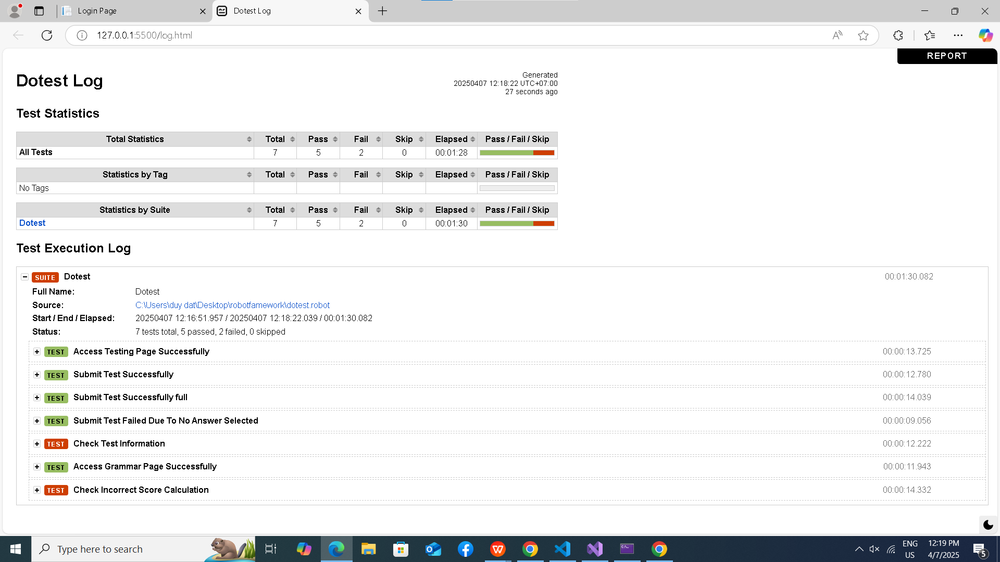 Login Page
Dotest Log
127.0.0.1:5500/log.html
REPORT
Dotest Log
Generated
20250407 12:18:22 UTC+07:00
27 seconds ago
Test Statistics
Total Statistics Total Pass Fail Skip Elapsed Pass / Fail / Skip
All Tests 7 5 2 0 00:01:28
Statistics by Tag Total Pass Fail Skip Elapsed Pass / Fail / Skip
No Tags
Statistics by Suite Total Pass Fail Skip Elapsed Pass / Fail / Skip
Dotest 7 5 2 0 00:01:30
Test Execution Log
SUITE Dotest 00:01:30.082
Full Name: Dotest
Source: C:\Users\duy dat\Desktop\robotfamework\dotest.robot
Start / End / Elapsed: 20250407 12:16:51.957 / 20250407 12:18:22.039 / 00:01:30.082
Status: 7 tests total, 5 passed, 2 failed, 0 skipped
TEST Access Testing Page Successfully 00:00:13.725
TEST Submit Test Successfully 00:00:12.780
TEST Submit Test Successfully full 00:00:14.039
TEST Submit Test Failed Due To No Answer Selected 00:00:09.056
TEST Check Test Information 00:00:12.222
TEST Access Grammar Page Successfully 00:00:11.943
TEST Check Incorrect Score Calculation 00:00:14.332
Type here to search
ENG
US
12:19 PM
4/7/2025
5